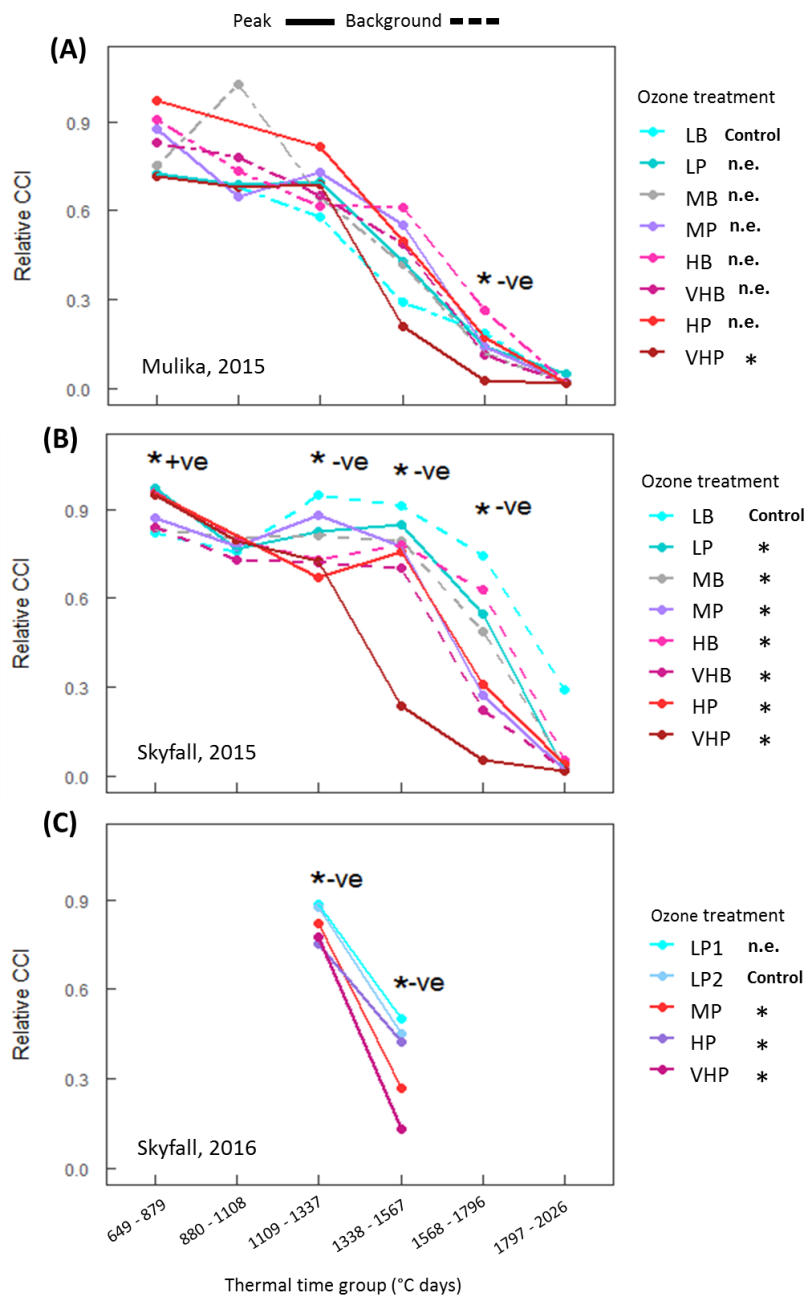 Peak Background
(A)
Relative CCI
0.9
0.6
0.3
0.0
* -ve
Mulika, 2015
Ozone treatment
LB Control
LP n.e.
MB n.e.
MP n.e.
HB n.e.
VHB n.e.
HP n.e.
VHP *
(B)
Relative CCI
0.9
0.6
0.3
0.0
* +ve
* -ve
* -ve
* -ve
Skyfall, 2015
Ozone treatment
LB Control
LP *
MB *
MP *
HB *
VHB *
HP *
VHP *
(C)
Relative CCI
0.9
0.6
0.3
0.0
*-ve
*-ve
Skyfall, 2016
Ozone treatment
LP1 n.e.
LP2 Control
MP *
HP *
VHP *
649 - 879
880 - 1108
1109 - 1337
1338 - 1567
1568 - 1796
1797 - 2026
Thermal time group (°C days)